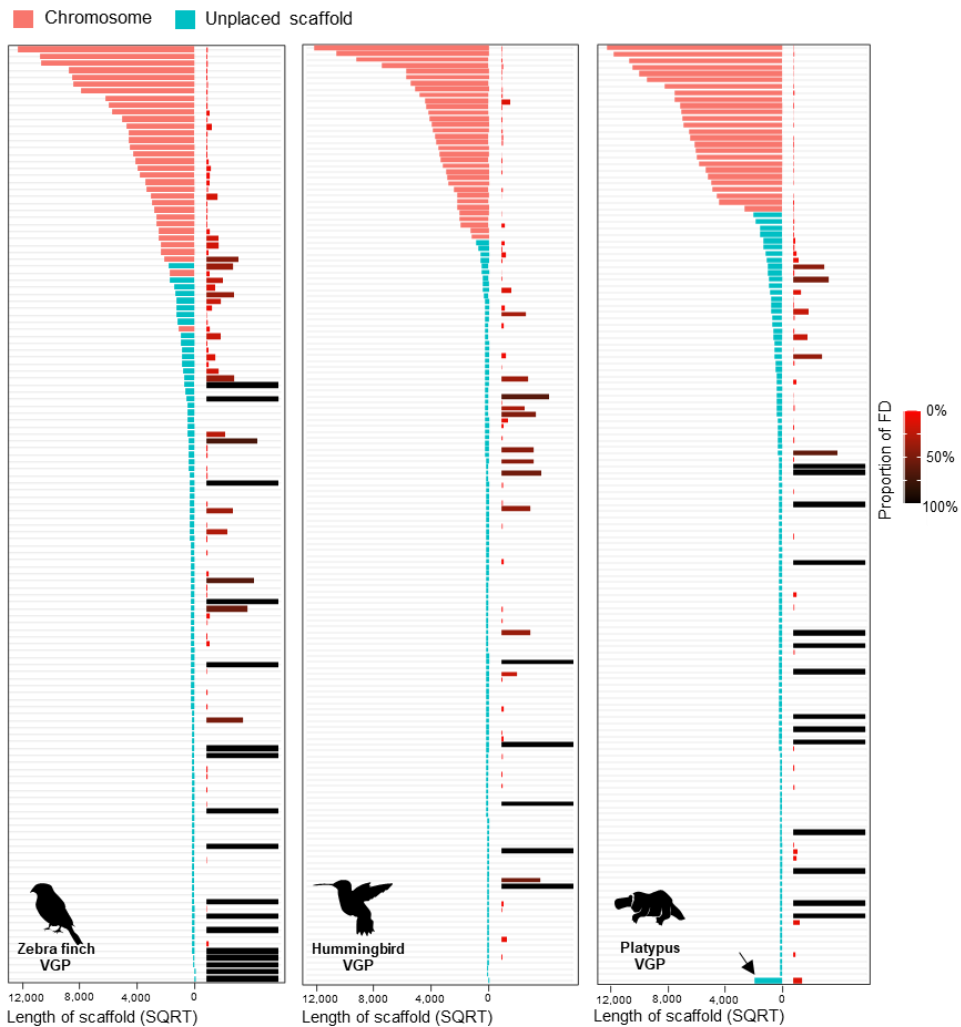 Chromosome Unplaced scaffold
Proportion of FD
0%
50%
100%
Zebra finch
VGP
Hummingbird
VGP
Platypus
VGP
12,000 8,000 4,000 0
12,000 8,000 4,000 0
12,000 8,000 4,000 0
Length of scaffold (SQRT)
Length of scaffold (SQRT)
Length of scaffold (SQRT)